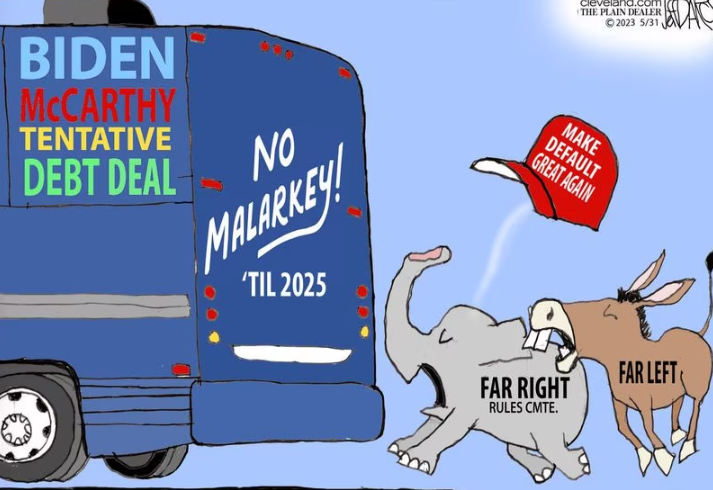 cleveland.com
THE PLAIN DEALER
© 2023 5/31
BIDEN
McCARTHY
TENTATIVE
DEBT DEAL
NO
MALARKEY!
'TIL 2025
MAKE
DEFAULT
GREAT AGAIN
FAR RIGHT
RULES CMTE.
FAR LEFT